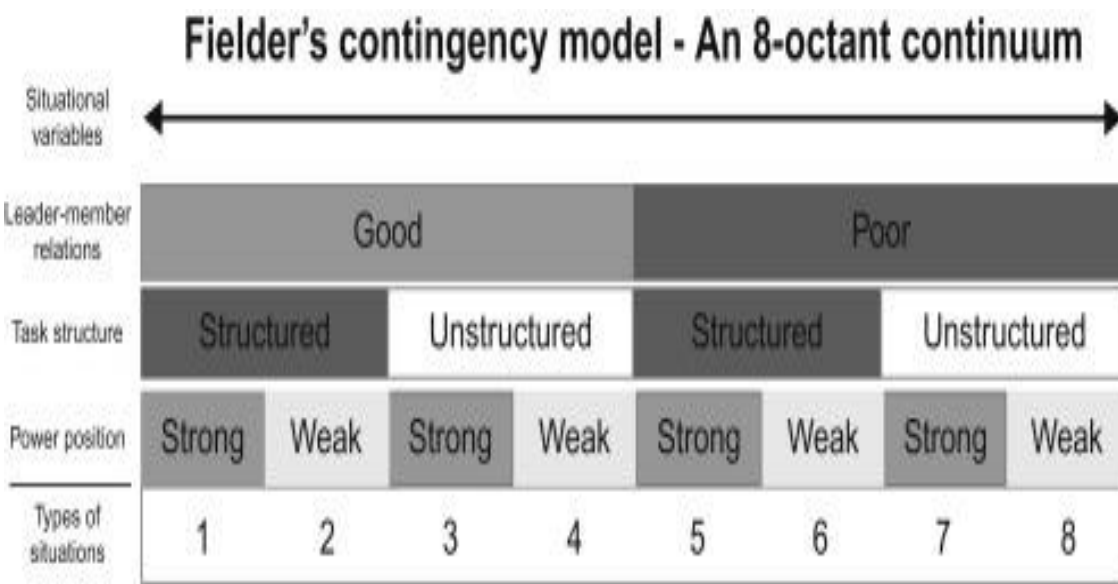 Fielder's contingency model - An 8-octant continuum
Situational
variables
Leader-member
relations
Good Poor
Task structure Structured Unstructured Structured Unstructured
Power position Strong Weak Strong Weak Strong Weak Strong Weak
Types of
situations
1 2 3 4 5 6 7 8